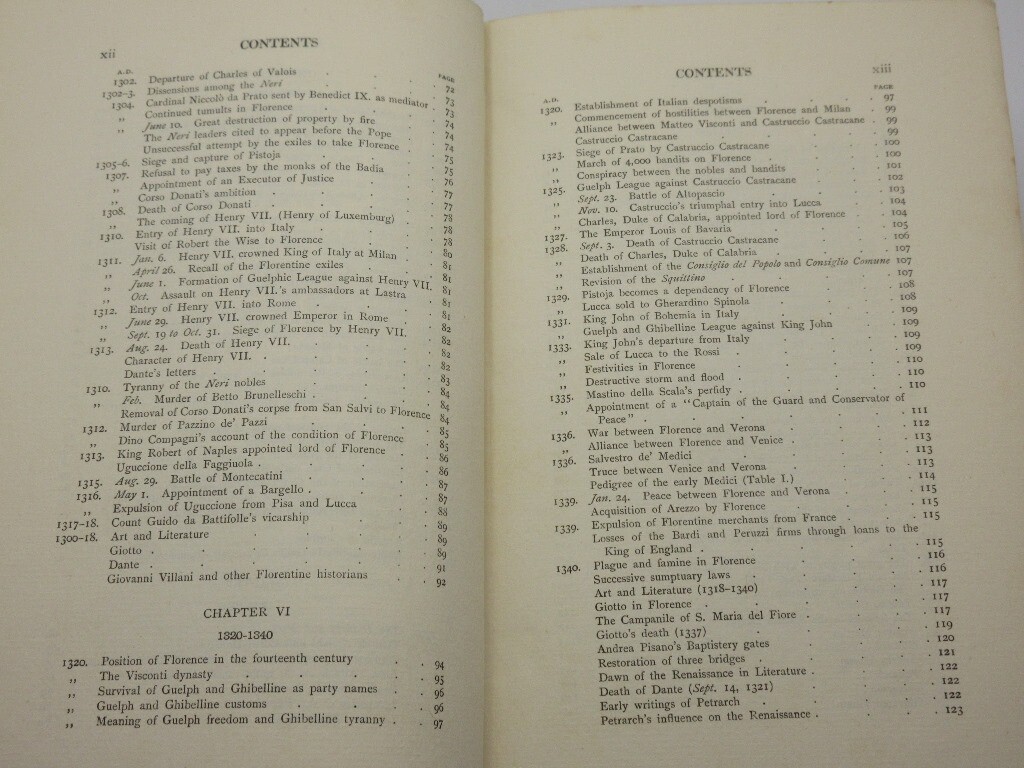 xii
CONTENTS
A.D. PAGE
1302. Departure of Charles of Valois . . . . 72
1302-3. Dissensions among the Neri . . . . 73
1304. Cardinal Niccolò da Prato sent by Benedict IX. as mediator . 73
" Continued tumults in Florence . . . . 74
" June 10. Great destruction of property by fire . . 74
The Neri leaders cited to appear before the Pope . 74
Unsuccessful attempt by the exiles to take Florence . 75
1305-6. Siege and capture of Pistoja . . . . 75
1307. Refusal to pay taxes by the monks of the Badia . 76
" Appointment of an Executor of Justice . . . 77
" Corso Donati's ambition . . . . 77
1308. Death of Corso Donati . . . . 78
" The coming of Henry VII. (Henry of Luxemburg) . . 78
1310. Entry of Henry VII. into Italy . . . . 78
Visit of Robert the Wise to Florence . . . 80
1311. Jan. 6. Henry VII. crowned King of Italy at Milan . . 81
" April 26. Recall of the Florentine exiles . . 81
" June 1. Formation of Guelphic League against Henry VII. 81
" Oct. Assault on Henry VII.'s ambassadors at Lastra . 81
1312. Entry of Henry VII. into Rome . . . . 81
" June 29. Henry VII. crowned Emperor in Rome . . 82
" Sept. 19 to Oct. 31. Siege of Florence by Henry VII. . 82
1313. Aug. 24. Death of Henry VII. . . . . 82
Character of Henry VII. . . . . 82
Dante's letters . . . . 83
1310. Tyranny of the Neri nobles . . . . 84
" Feb. Murder of Betto Brunelleschi . . . . 84
Removal of Corso Donati's corpse from San Salvi to Florence 84
1312. Murder of Pazzino de' Pazzi . . . . 85
" Dino Compagni's account of the condition of Florence . 85
1313. King Robert of Naples appointed lord of Florence . . 86
Uguccione della Faggiuola . . . . 86
1315. Aug. 29. Battle of Montecatini . . . . 87
1316. May 1. Appointment of a Bargello . . . . 87
" Expulsion of Uguccione from Pisa and Lucca . . 88
1317-18. Count Guido da Battifolle's vicarship . . . 89
1300-18. Art and Literature . . . . 89
Giotto . . . . 89
Dante . . . . 91
Giovanni Villani and other Florentine historians . . 92
CHAPTER VI
1320-1340
1320. Position of Florence in the fourteenth century . . 94
" The Visconti dynasty . . . . 95
" Survival of Guelph and Ghibelline as party names . . 96
" Guelph and Ghibelline customs . . . . 96
" Meaning of Guelph freedom and Ghibelline tyranny . . 97
CONTENTS
xiii
A.D. PAGE
1320. Establishment of Italian despotisms . . . . 97
" Commencement of hostilities between Florence and Milan . 99
Alliance between Matteo Visconti and Castruccio Castracane . 99
Castruccio Castracane . . . . 99
1323. Siege of Prato by Castruccio Castracane . . . 100
" March of 4,000 bandits on Florence . . . 100
" Conspiracy between the nobles and bandits . . 101
1325. Guelph League against Castruccio Castracane . . 102
" Sept. 23. Battle of Altopascio . . . . 103
" Nov. 10. Castruccio's triumphal entry into Lucca . . 104
" Charles, Duke of Calabria, appointed lord of Florence . . 104
1327. The Emperor Louis of Bavaria . . . . 105
1328. Sept. 3. Death of Castruccio Castracane . . . 106
" Death of Charles, Duke of Calabria . . . 107
" Establishment of the Consiglio del Popolo and Consiglio Comune 107
" Revision of the Squittino . . . . 107
1329. Pistoja becomes a dependency of Florence . . . 108
" Lucca sold to Gherardino Spinola . . . 108
1331. King John of Bohemia in Italy . . . . 109
" Guelph and Ghibelline League against King John . . 109
1333. King John's departure from Italy . . . . 109
" Sale of Lucca to the Rossi . . . . 109
" Festivities in Florence . . . . 110
" Destructive storm and flood . . . . 110
1335. Mastino della Scala's perfidy . . . . 110
" Appointment of a "Captain of the Guard and Conservator of
Peace" . . . . 111
1336. War between Florence and Verona . . . 112
" Alliance between Florence and Venice . . . 113
1336. Salvestro de' Medici . . . . 113
Truce between Venice and Verona . . . 113
Pedigree of the early Medici (Table I.) . . . 114
1339. Jan. 24. Peace between Florence and Verona . . 115
Acquisition of Arezzo by Florence . . . 115
1339. Expulsion of Florentine merchants from France . . 115
Losses of the Bardi and Peruzzi firms through loans to the
King of England . . . . 115
1340. Plague and famine in Florence . . . . 116
Successive sumptuary laws . . . . 116
Art and Literature (1318-1340) . . . . 117
Giotto in Florence . . . . 117
The Campanile of S. Maria del Fiore . . . 117
Giotto's death (1337) . . . . 119
Andrea Pisano's Baptistery gates . . . 120
Restoration of three bridges . . . . 121
Dawn of the Renaissance in Literature . . . 122
Death of Dante (Sept. 14, 1321) . . . . 122
Early writings of Petrarch . . . . 122
Petrarch's influence on the Renaissance . . . 123